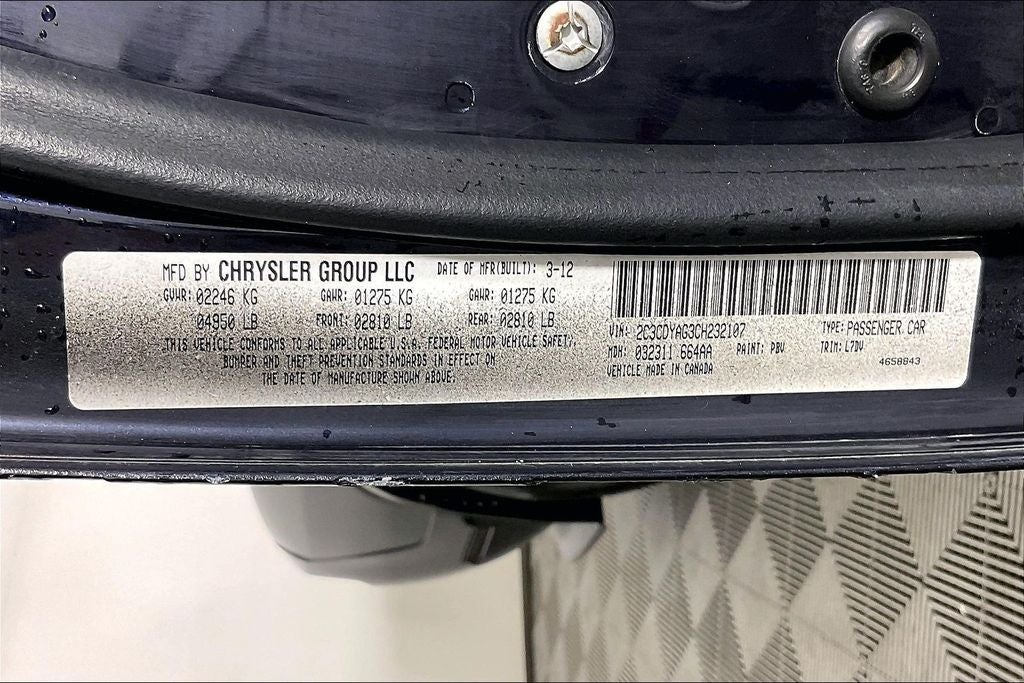 MFD BY CHRYSLER GROUP LLC DATE OF MFR(BUILT): 3-12
GVWR: 02246 KG GAWR: 01275 KG GAWR: 01275 KG
04950 LB FRONT: 02810 LB REAR: 02810 LB
THIS VEHICLE CONFORMS TO ALL APPLICABLE U.S.A. FEDERAL MOTOR VEHICLE SAFETY,
BUMPER, AND THEFT PREVENTION STANDARDS IN EFFECT ON
THE DATE OF MANUFACTURE SHOWN ABOVE.
VIN: 2C3CDYAG3CH232107 TYPE: PASSENGER CAR
MDH: 032311 664AA PAINT: PBV TRIM: L7DV
VEHICLE MADE IN CANADA 4658843